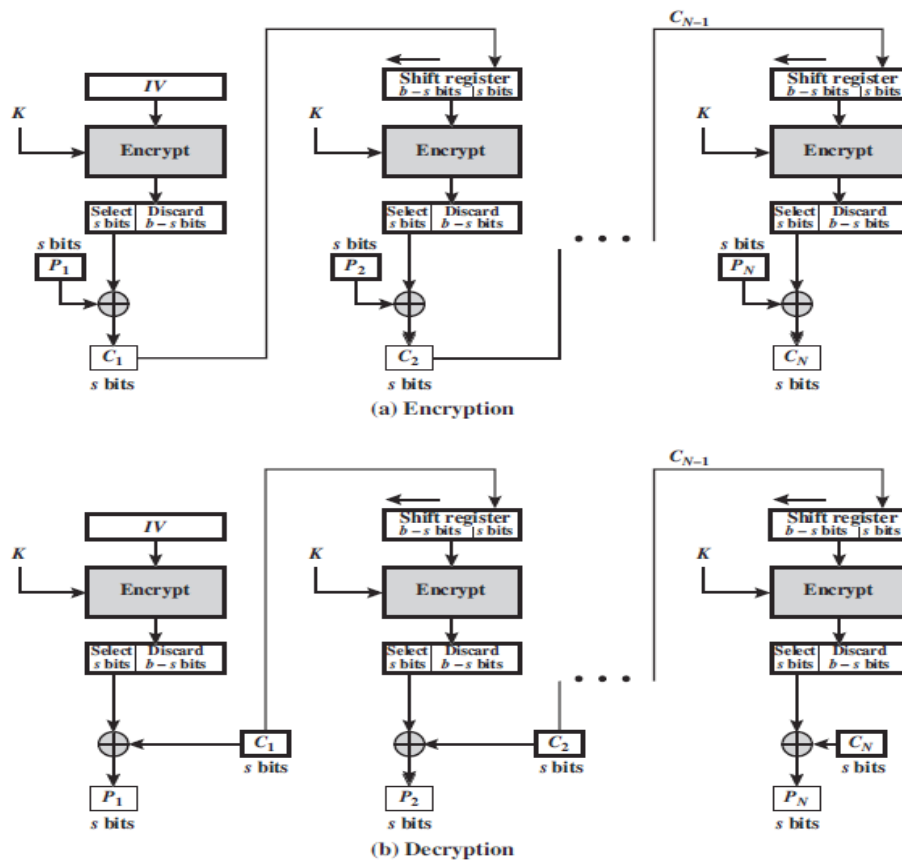 C_{N-1}
IV
Shift register
b – s bits | s bits
Shift register
b – s bits | s bits
K
Encrypt
K
Encrypt
K
Encrypt
Select Discard
s bits b – s bits
Select Discard
s bits b – s bits
Select Discard
s bits b – s bits
s bits
P_1
s bits
P_2
s bits
P_N
C_1
s bits
C_2
s bits
C_N
s bits
(a) Encryption
C_{N-1}
IV
Shift register
b – s bits | s bits
Shift register
b – s bits | s bits
K
Encrypt
K
Encrypt
K
Encrypt
Select Discard
s bits b – s bits
Select Discard
s bits b – s bits
Select Discard
s bits b – s bits
C_1
s bits
C_2
s bits
C_N
s bits
P_1
s bits
P_2
s bits
P_N
s bits
(b) Decryption